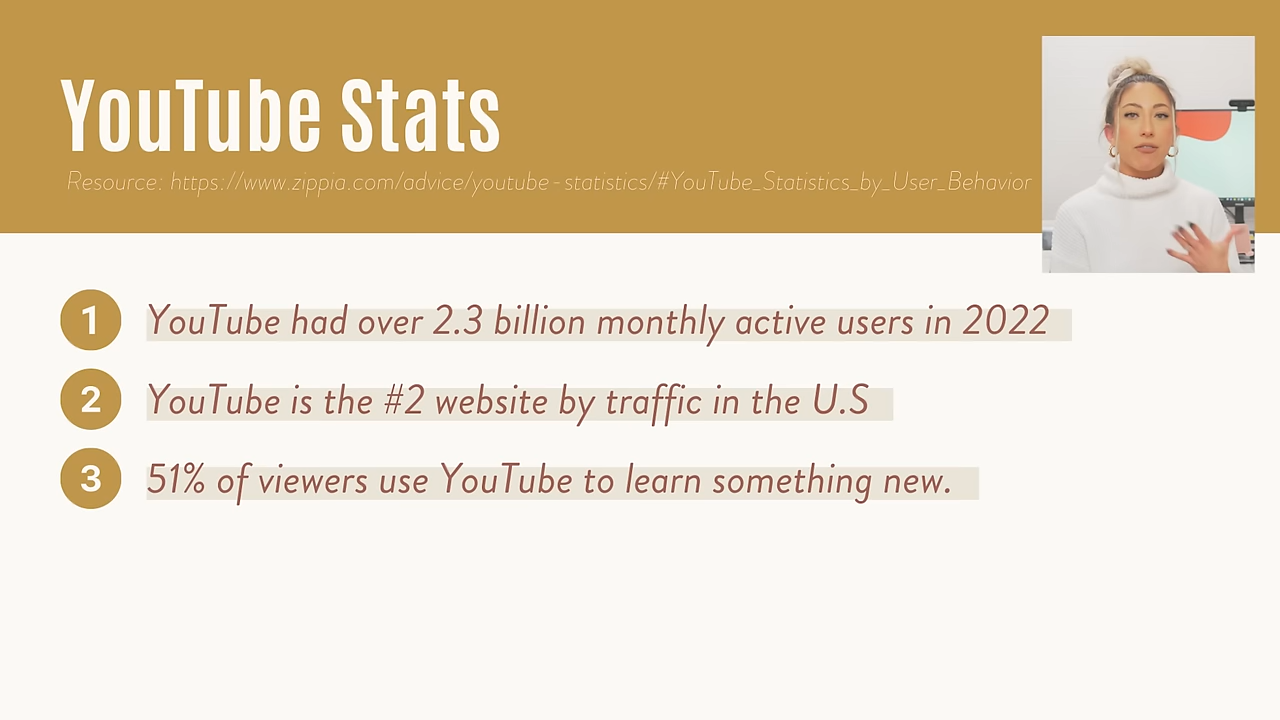 YouTube Stats
Resource: https://www.zippia.com/advice/youtube-statistics/#YouTube_Statistics_by_User_Behavior
1 YouTube had over 2.3 billion monthly active users in 2022
2 YouTube is the #2 website by traffic in the U.S
3 51% of viewers use YouTube to learn something new.